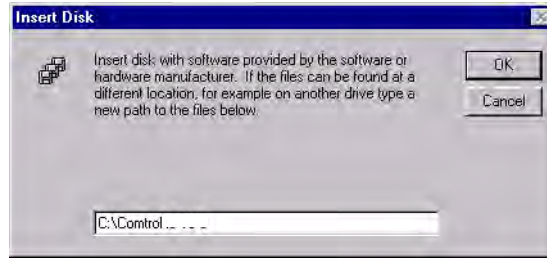 Insert Disk
Insert disk with software provided by the software or
hardware manufacturer. If the files can be found at a
different location, for example on another drive type a
new path to the files below.
OK
Cancel
C:\Comtrol